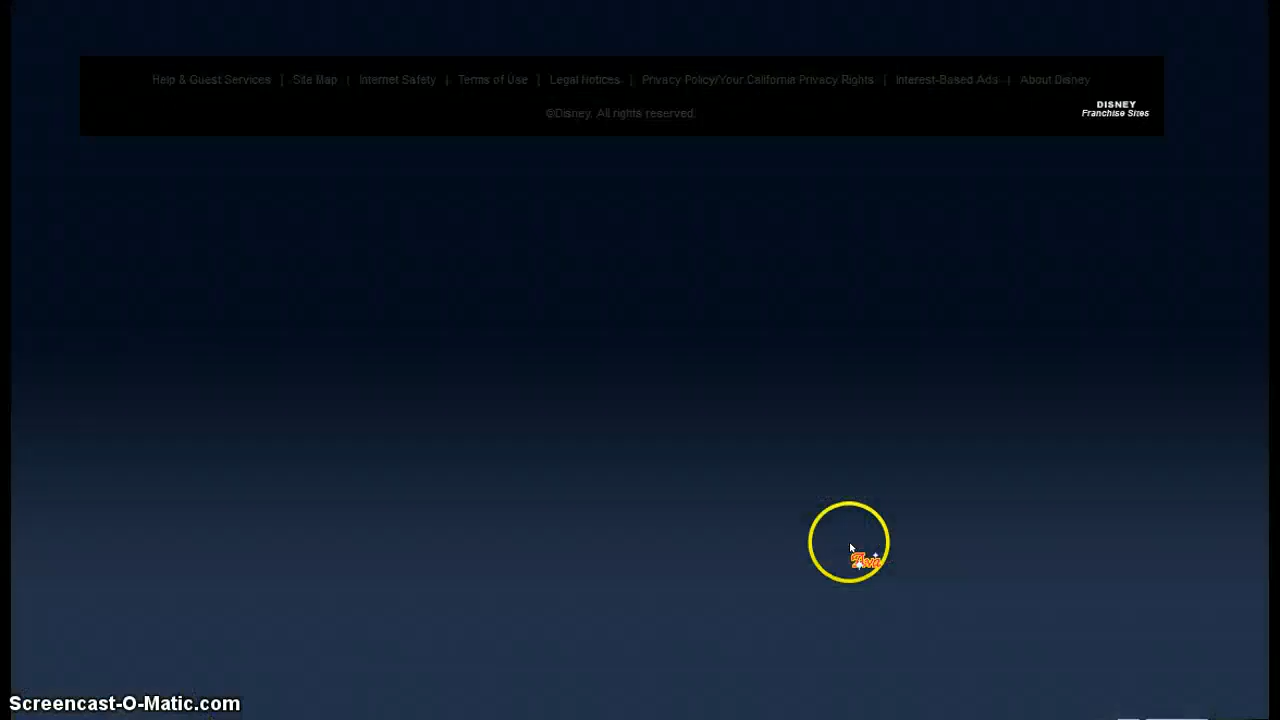 Help & Guest Services | Site Map | Internet Safety | Terms of Use | Legal Notices | Privacy Policy/Your California Privacy Rights | Interest-Based Ads | About Disney
©Disney. All rights reserved.
DISNEY
Franchise Sites
Ava
Screencast-O-Matic.com